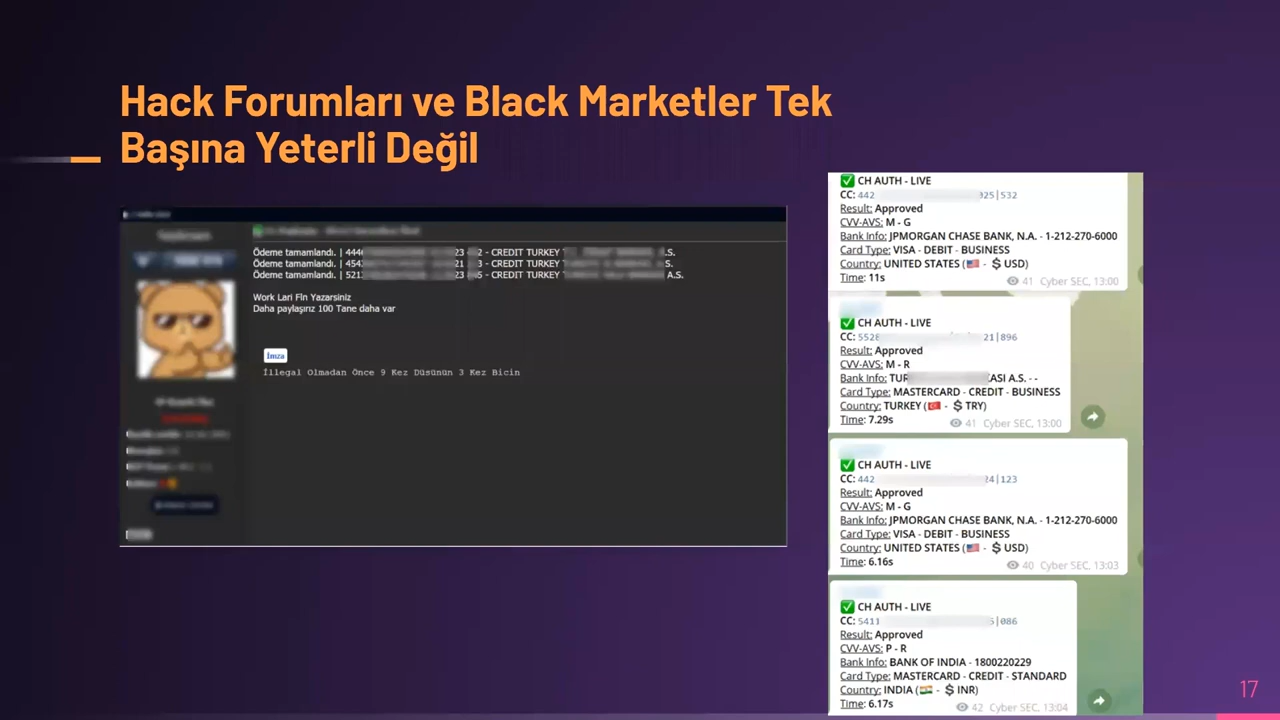 Hack Forumları ve Black Marketler Tek
Başına Yeterli Değil
Ödeme tamamlandı. | 444 23 2 - CREDIT TURKEY .S.
Ödeme tamamlandı. | 454 21 3 - CREDIT TURKEY S.
Ödeme tamamlandı. | 521 23 5 - CREDIT TURKEY A.S.
Work Lari Fln Yazarsiniz
Daha paylaşırız 100 Tane daha var
İmza
İllegal Olmadan Önce 9 Kez Düsünün 3 Kez Bicin
CH AUTH - LIVE
CC: 442 025|532
Result: Approved
CVV-AVS: M - G
Bank Info: JPMORGAN CHASE BANK, N.A. - 1-212-270-6000
Card Type: VISA - DEBIT - BUSINESS
Country: UNITED STATES ( - $ USD)
Time: 11s
41 Cyber SEC, 13:00
CH AUTH - LIVE
CC: 5528 21|896
Result: Approved
CVV-AVS: M - R
Bank Info: TUR KASI A.S. - -
Card Type: MASTERCARD - CREDIT - BUSINESS
Country: TURKEY ( - $ TRY)
Time: 7.29s
41 Cyber SEC, 13:00
CH AUTH - LIVE
CC: 442 24|123
Result: Approved
CVV-AVS: M - G
Bank Info: JPMORGAN CHASE BANK, N.A. - 1-212-270-6000
Card Type: VISA - DEBIT - BUSINESS
Country: UNITED STATES ( - $ USD)
Time: 6.16s
40 Cyber SEC, 13:03
CH AUTH - LIVE
CC: 5411 5|086
Result: Approved
CVV-AVS: P - R
Bank Info: BANK OF INDIA - 1800220229
Card Type: MASTERCARD - CREDIT - STANDARD
Country: INDIA ( - $ INR)
Time: 6.17s
42 Cyber SEC, 13:04
17